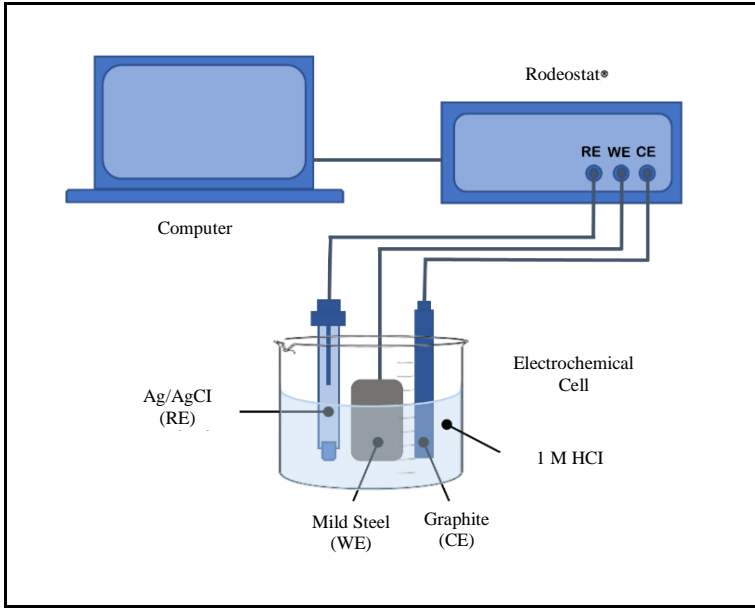 Rodeostat®
RE WE CE
Computer
Electrochemical
Cell
Ag/AgCI
(RE)
1 M HCI
Mild Steel
(WE)
Graphite
(CE)